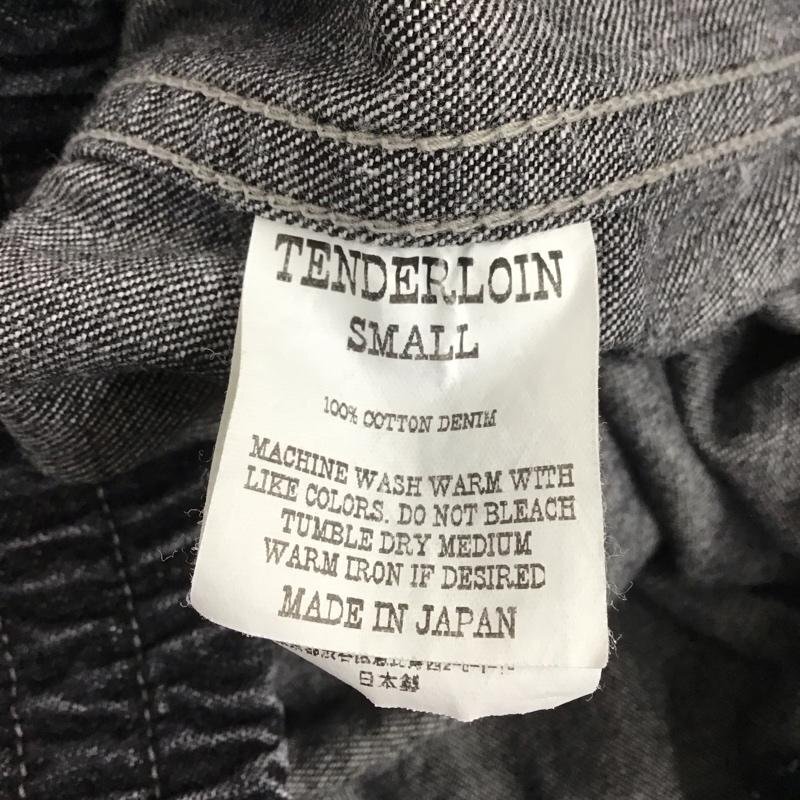 TENDERLOIN
SMALL
100% COTTON DENIM
MACHINE WASH WARM WITH
LIKE COLORS. DO NOT BLEACH
TUMBLE DRY MEDIUM
WARM IRON IF DESIRED
MADE IN JAPAN
日本製